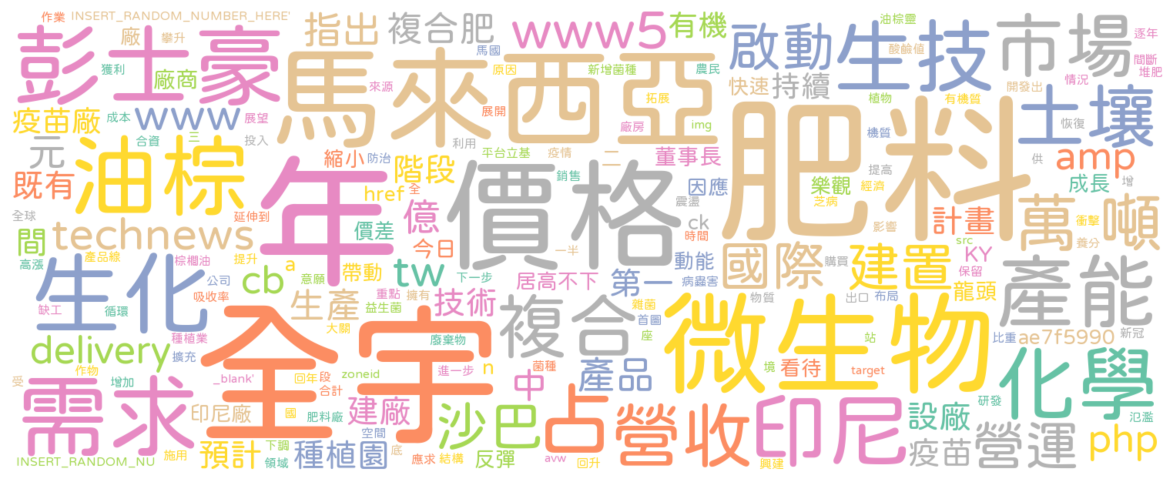 作業 INSERT_RANDOM_NUMBER_HERE'
攀升
彭士豪
廠
獲利
廠商
指出
複合肥
馬國
原因
www5
有機
新增菌種
農民
啟動
生技
油棕靈
酸鹼值
市場
逐年
間斷
堆肥
情況
馬來西亞
來源
展開
拓展
廠房
img
快速
持續
植物
有機質
開發出
恢復
土壤
疫苗廠
成本
www
展望
合資
三
投入
利用
平台立基
疫情
二
董事長
機質
肥料
供
amp
元
既有
油棕
縮小
防治
階段
年
價格
銷售
因應
樂觀
提高
經濟
芝病
成長
增
全球
technews
延伸到
href
全
億
震盪
ck
時間
影響
計畫
萬
噸
衝擊
養分
間
高漲
產品線
棕櫚油
提升
價差
今日
一半
動能
國際
購買
建置
src
KY
保留
生化
公司
吸收率
cb
a
意願
帶動
tw
下一步
居高不下
第一
病蟲害
龍頭
產能
缺工
循環
種植業
生產
重點
擁有
益生菌
技術
複合
雜菌
首圖
物質
出口
布局
大關
微生物
站
比重
ae7f5990
新冠
delivery
擴充
全宇
廢棄物
進一步
n
菌種
座
產品
境
看待
target
化學
需求
作物
受
增加
_blank'
回年
段
合計
zoneid
中
占
研發
氾濫
印尼廠
國
肥料廠
建廠
沙巴
營收
印尼
設廠
INSERT_RANDOM_NU
施用
預計
下調
領域
種植園
空間
底
應求
結構
反彈
avw
回升
興建
疫苗
營運
php